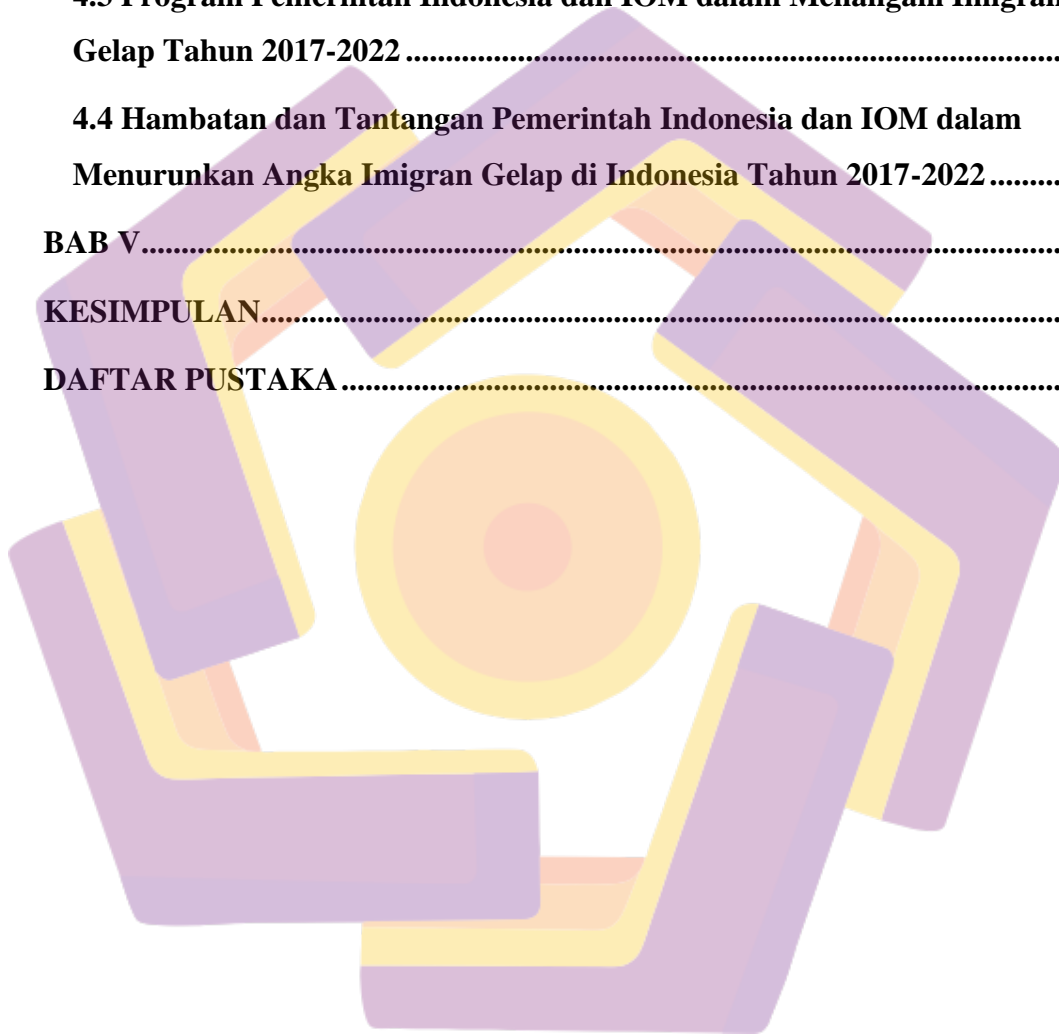 4.3 Program Pemerintah Indonesia dan IOM dalam Menangani Imigran
Gelap Tahun 2017-2022 ................................................................
4.4 Hambatan dan Tantangan Pemerintah Indonesia dan IOM dalam
Menurunkan Angka Imigran Gelap di Indonesia Tahun 2017-2022 ..........
BAB V................................................................................................
KESIMPULAN................................................................................
DAFTAR PUSTAKA ................................................................